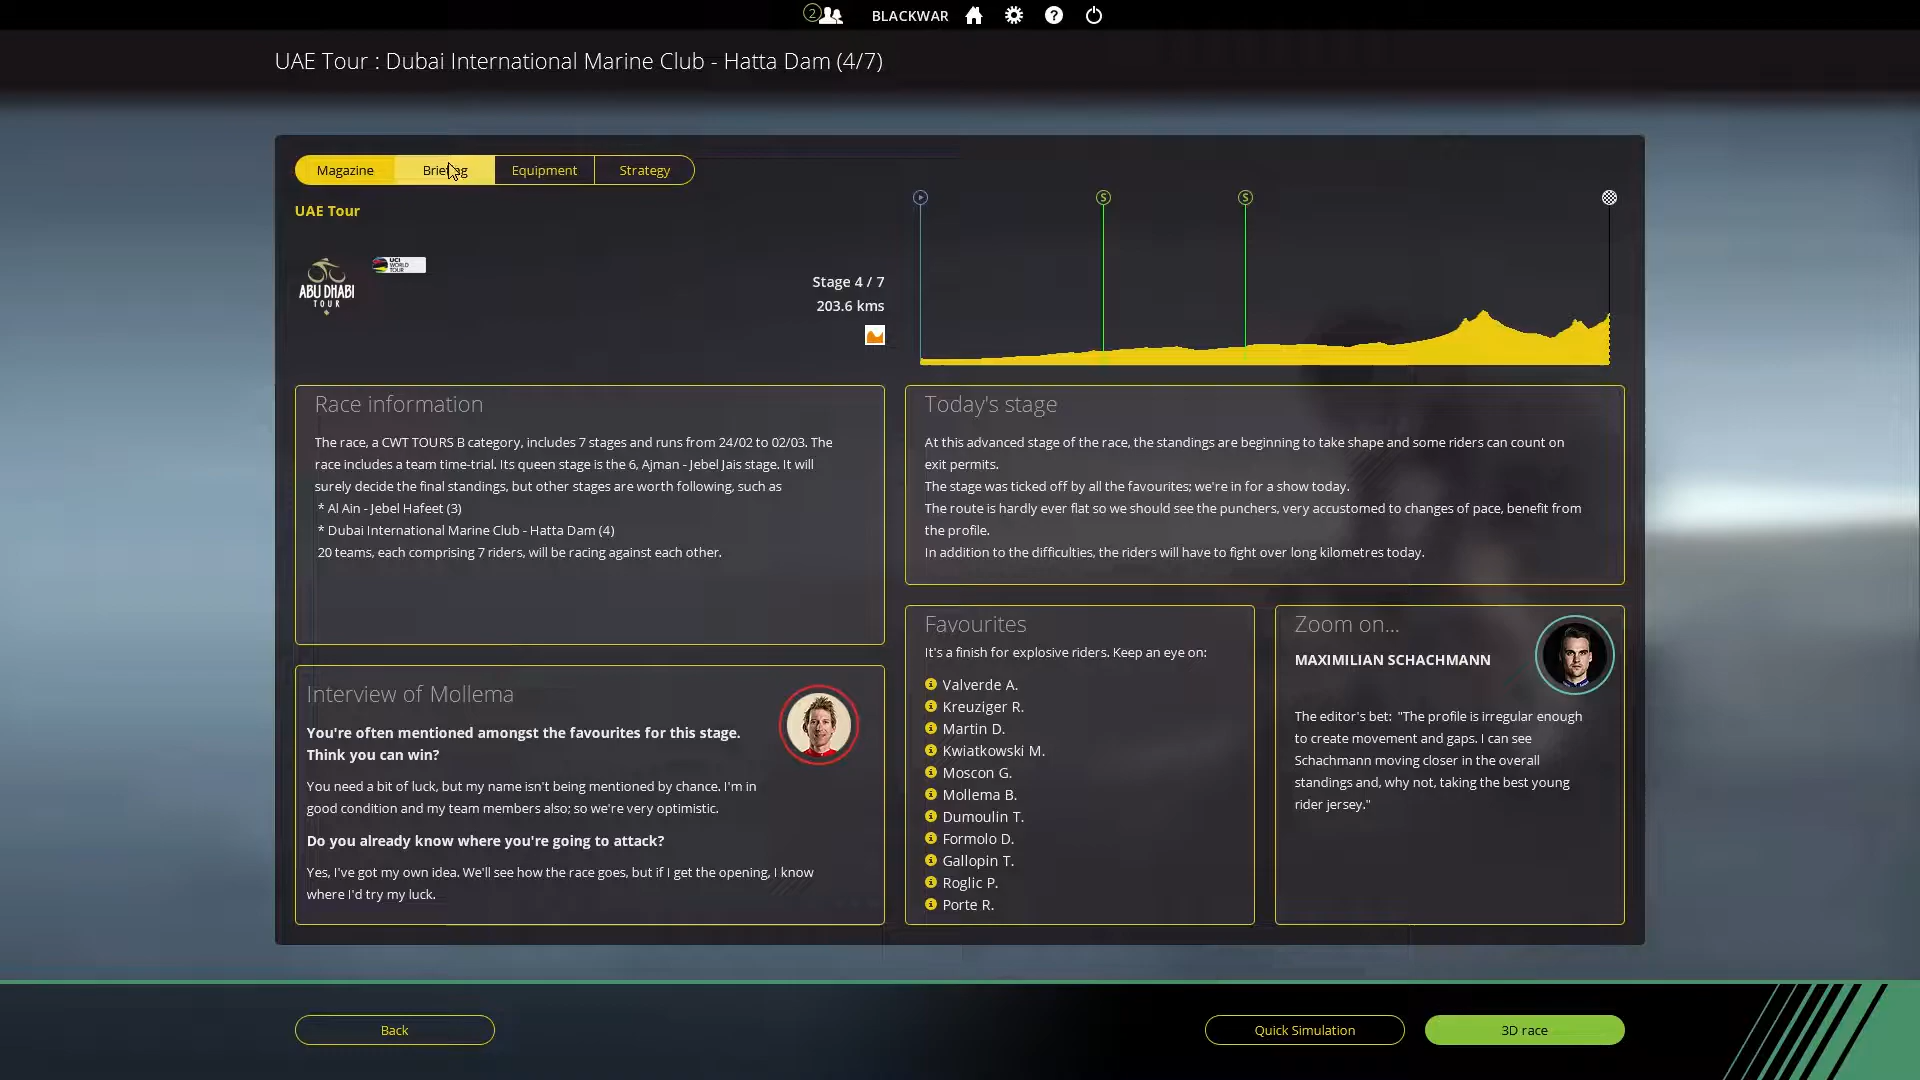 2
BLACKWAR
UAE Tour : Dubai International Marine Club - Hatta Dam (4/7)
Magazine
Briefing
Equipment
Strategy
UAE Tour
ABU DHABI
TOUR
UCI
WORLD
TOUR
Stage 4 / 7
203.6 kms
S
S
Race information
The race, a CWT TOURS B category, includes 7 stages and runs from 24/02 to 02/03. The
race includes a team time-trial. Its queen stage is the 6, Ajman - Jebel Jais stage. It will
surely decide the final standings, but other stages are worth following, such as
* Al Ain - Jebel Hafeet (3)
* Dubai International Marine Club - Hatta Dam (4)
20 teams, each comprising 7 riders, will be racing against each other.
Today's stage
At this advanced stage of the race, the standings are beginning to take shape and some riders can count on
exit permits.
The stage was ticked off by all the favourites; we're in for a show today.
The route is hardly ever flat so we should see the punchers, very accustomed to changes of pace, benefit from
the profile.
In addition to the difficulties, the riders will have to fight over long kilometres today.
Interview of Mollema
You're often mentioned amongst the favourites for this stage.
Think you can win?
You need a bit of luck, but my name isn't being mentioned by chance. I'm in
good condition and my team members also; so we're very optimistic.
Do you already know where you're going to attack?
Yes, I've got my own idea. We'll see how the race goes, but if I get the opening, I know
where I'd try my luck.
Favourites
It's a finish for explosive riders. Keep an eye on:
Valverde A.
Kreuziger R.
Martin D.
Kwiatkowski M.
Moscon G.
Mollema B.
Dumoulin T.
Formolo D.
Gallopin T.
Roglic P.
Porte R.
Zoom on...
MAXIMILIAN SCHACHMANN
The editor's bet: "The profile is irregular enough
to create movement and gaps. I can see
Schachmann moving closer in the overall
standings and, why not, taking the best young
rider jersey."
Back
Quick Simulation
3D race